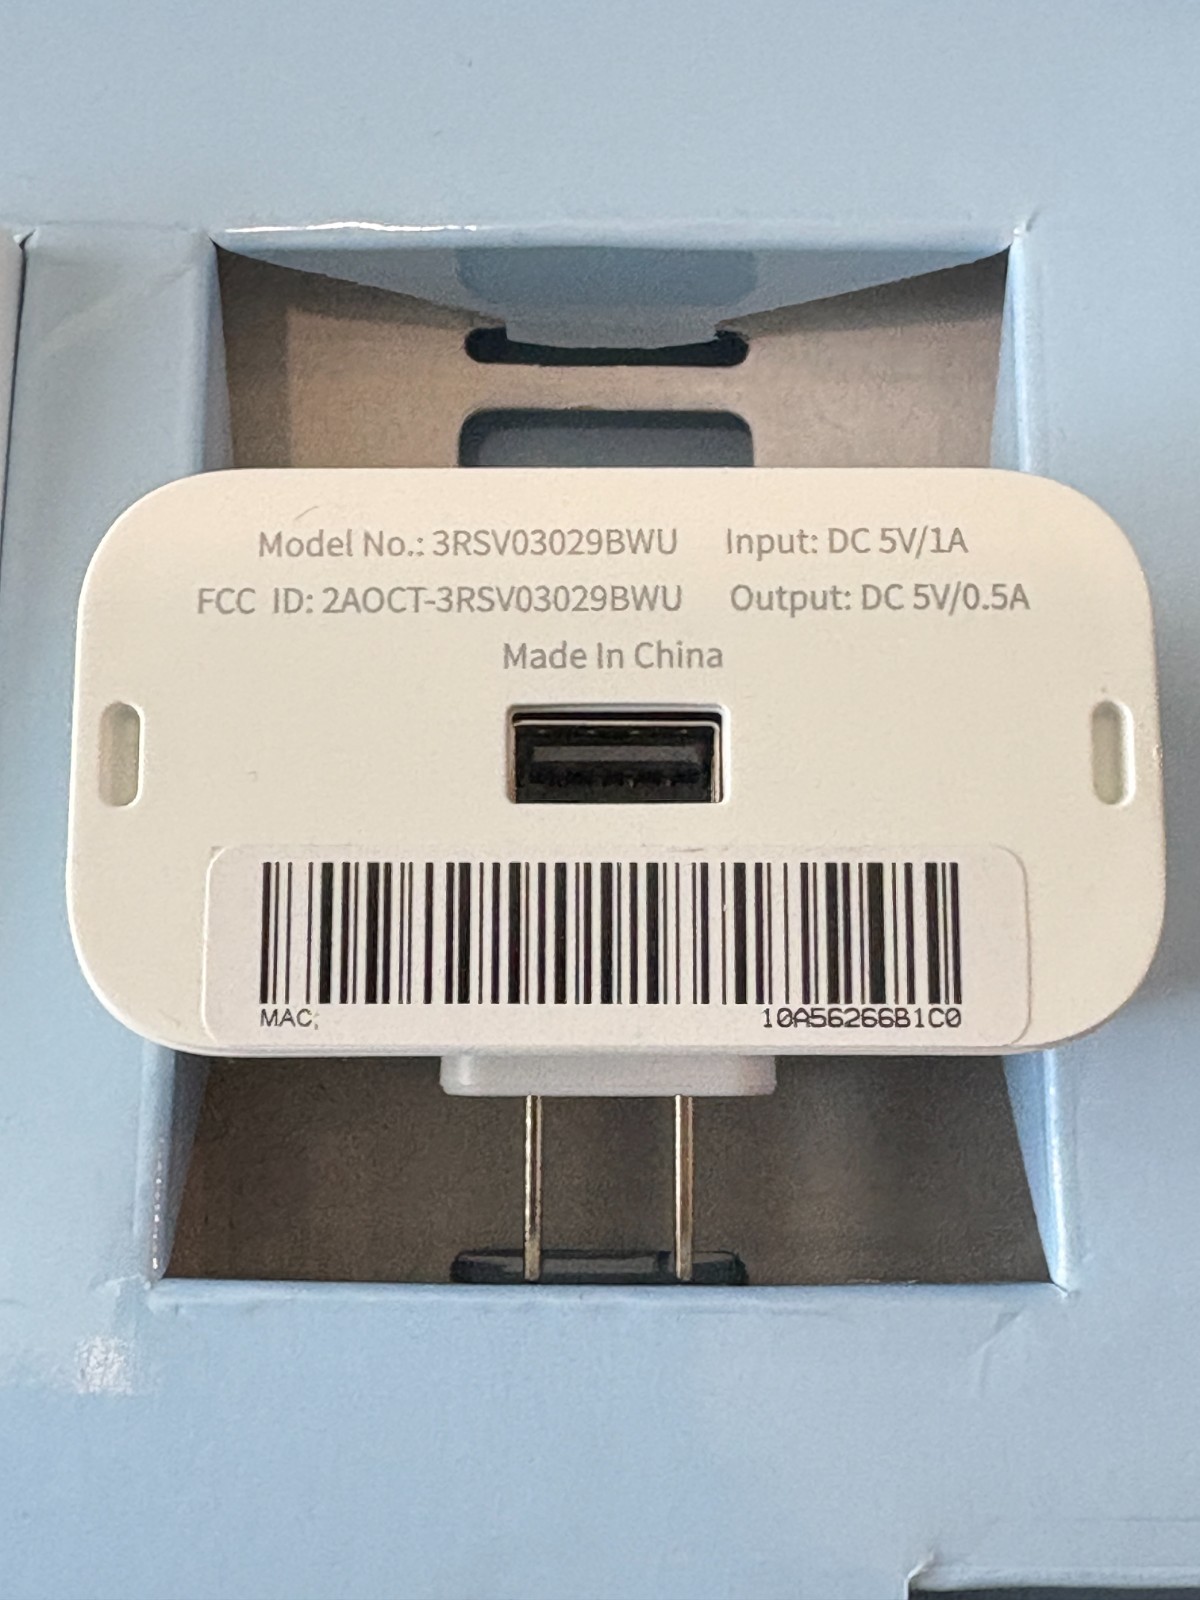 Model No.: 3RSV03029BWU Input: DC 5V/1A
FCC ID: 2AOCT-3RSV03029BWU Output: DC 5V/0.5A
Made In China
MAC; 10A56266B1C0